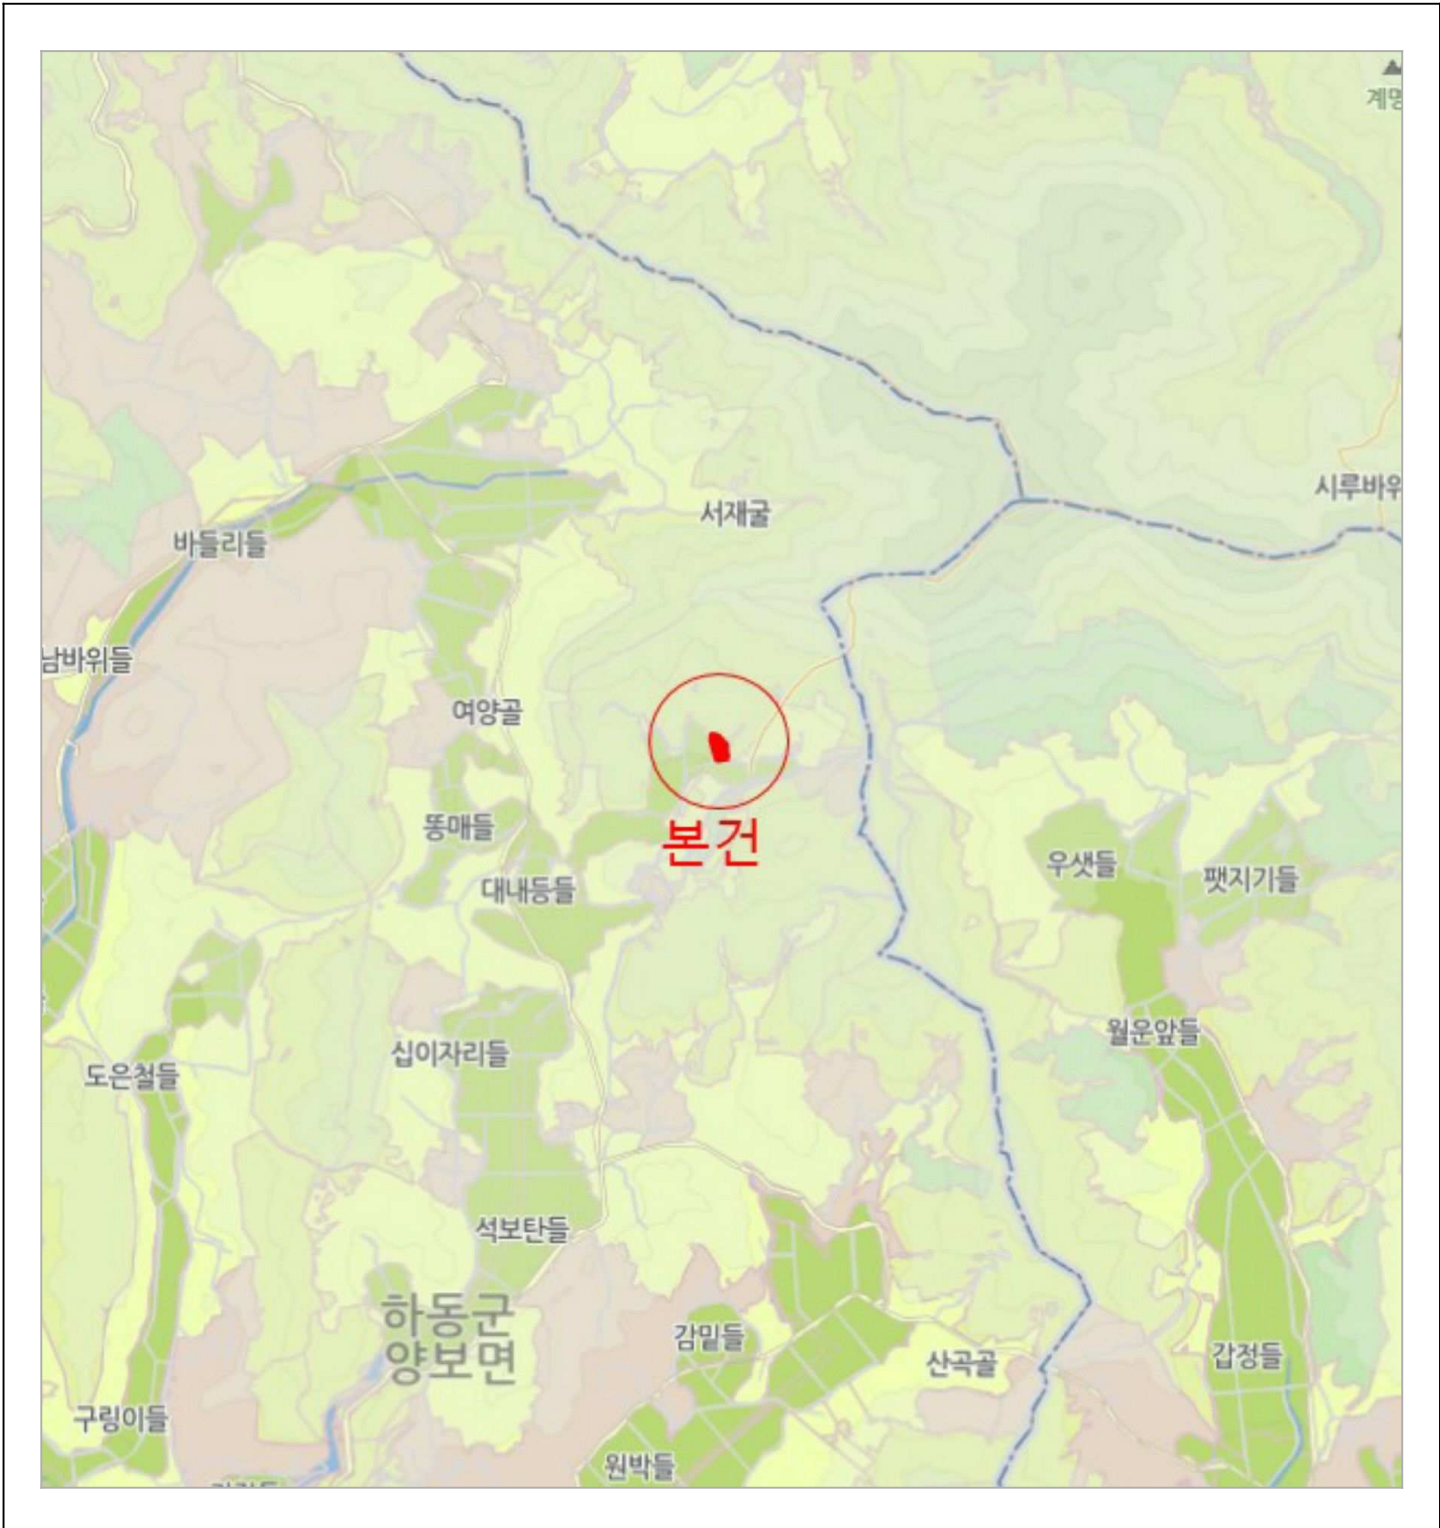 계명
시루바위
서재굴
바들리들
남바위들
여양골
본건
똥매들
우샛들
대내등들
팻지기들
월운앞들
십이자리들
도은철들
석보탄들
하동군
양보면
감밑들
산곡골
갑정들
구링이들
원박들